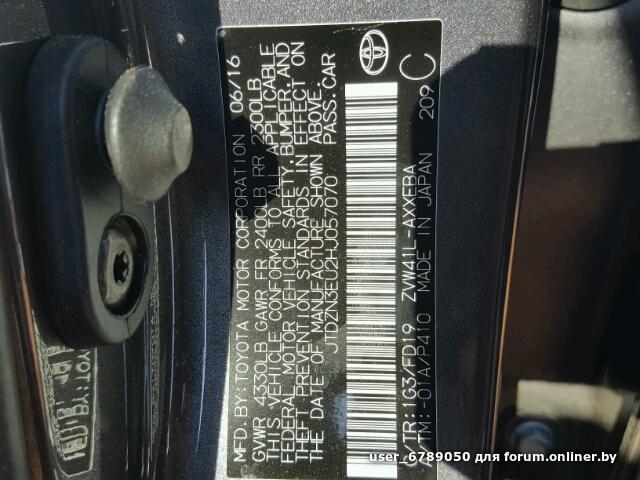 MFD. BY: TOYOTA MOTOR CORPORATION 06/16
GVWR 4330LB GAWR FR 2400LB RR 2300LB
THIS VEHICLE CONFORMS TO ALL APPLICABLE
FEDERAL MOTOR VEHICLE SAFETY, BUMPER, AND
THEFT PREVENTION STANDARDS IN EFFECT ON
THE DATE OF MANUFACTURE SHOWN ABOVE.
JTDZN3EU2HJ057070 PASS. CAR
C/TR: 1G3/FD19 ZVW41L-AXXEBA
A/TM: -01A/P410 MADE IN JAPAN 209 C
user_6789050 для forum.onliner.by